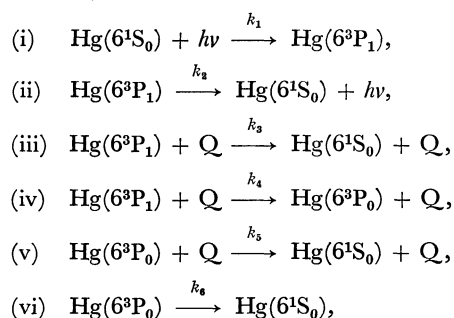 (i) Hg(6¹S₀) + hν —k₁→ Hg(6³P₁),
(ii) Hg(6³P₁) —k₂→ Hg(6¹S₀) + hν,
(iii) Hg(6³P₁) + Q —k₃→ Hg(6¹S₀) + Q,
(iv) Hg(6³P₁) + Q —k₄→ Hg(6³P₀) + Q,
(v) Hg(6³P₀) + Q —k₅→ Hg(6¹S₀) + Q,
(vi) Hg(6³P₀) —k₆→ Hg(6¹S₀),